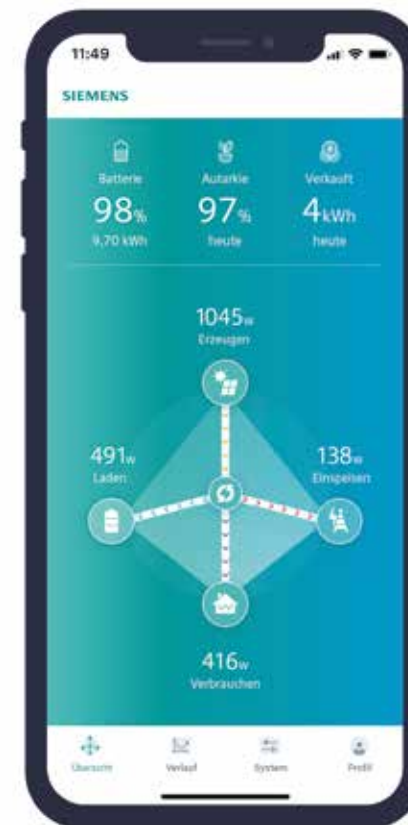 11:49
SIEMENS
Batterie
98%
9,70 kWh
Autarkie
97%
heute
Verkauft
4kWh
heute
1045w
Erzeugen
491w
Laden
138w
Einspeisen
416w
Verbrauchen
Übersicht
Verlauf
System
Profil